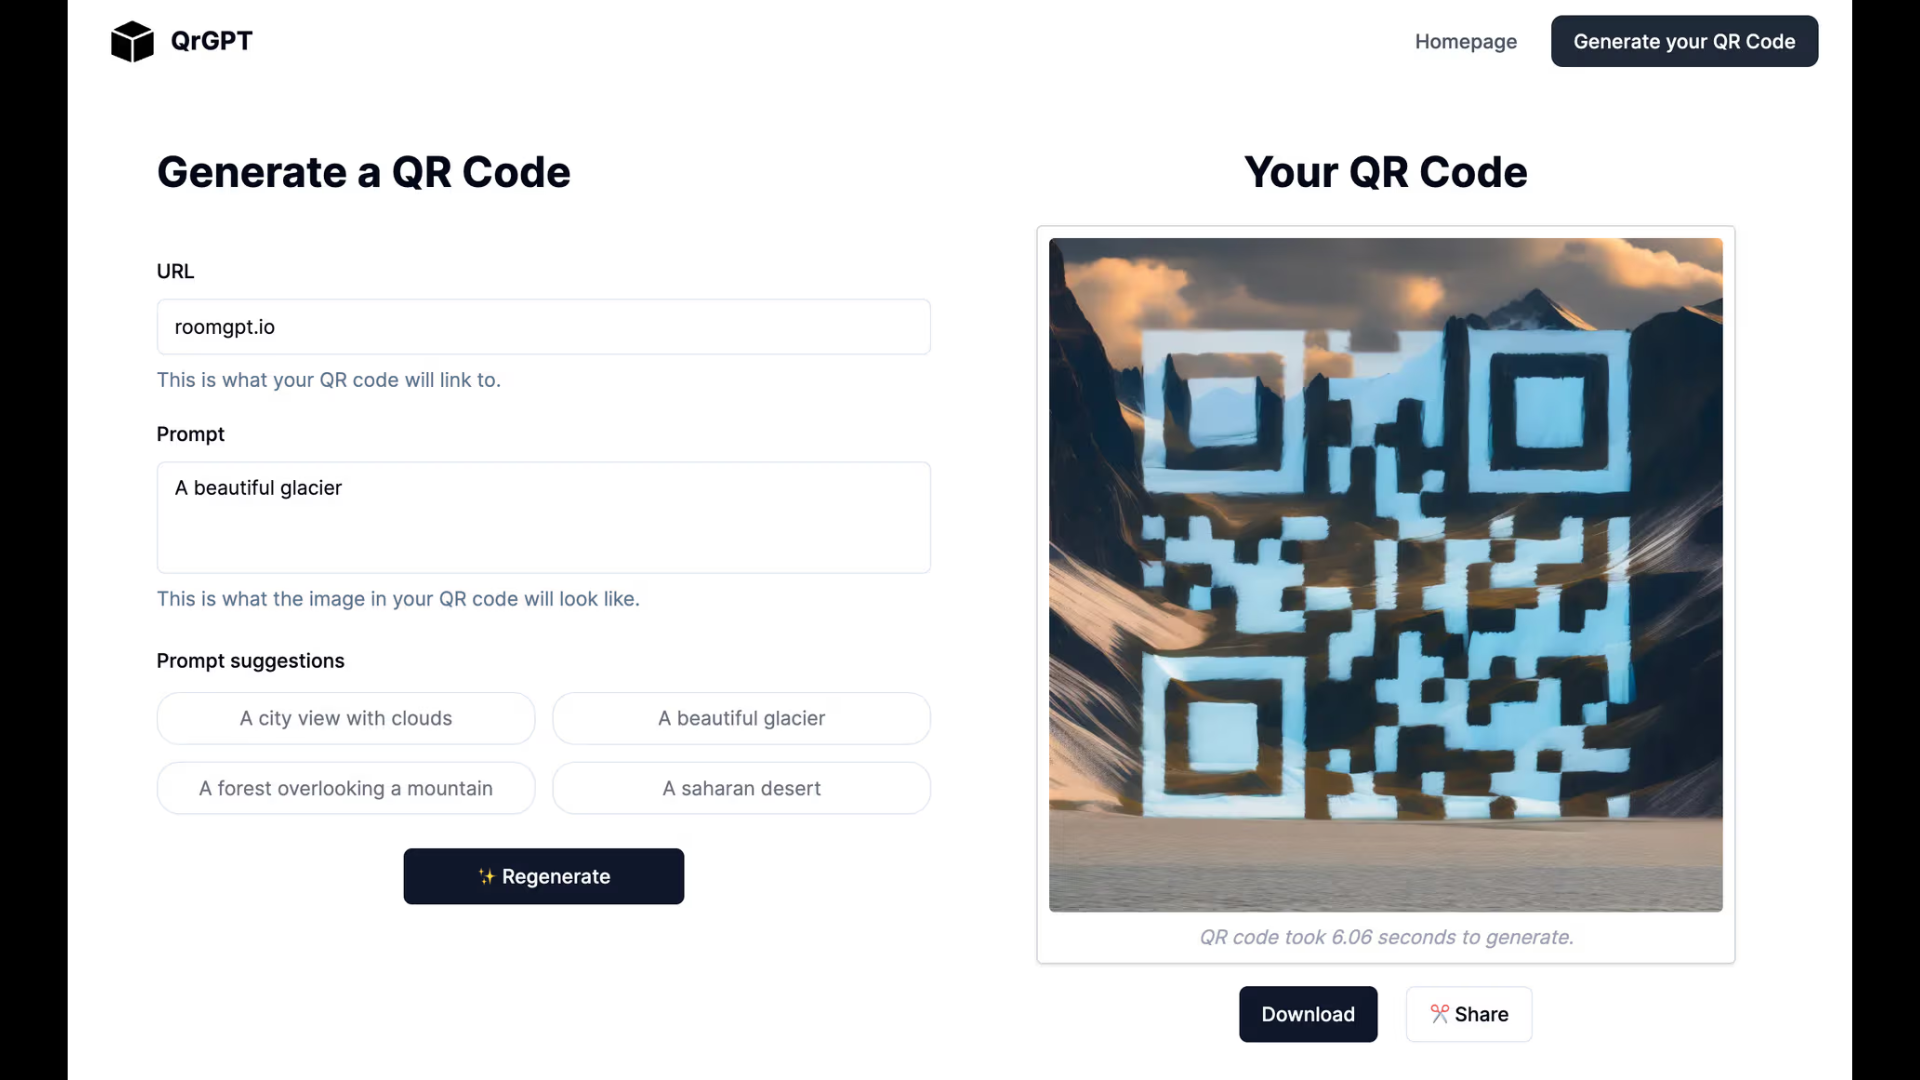 QrGPT
Homepage
Generate your QR Code
Generate a QR Code
URL
roomgpt.io
This is what your QR code will link to.
Prompt
A beautiful glacier
This is what the image in your QR code will look like.
Prompt suggestions
A city view with clouds
A beautiful glacier
A forest overlooking a mountain
A saharan desert
✨ Regenerate
Your QR Code
QR code took 6.06 seconds to generate.
Download
✂️ Share